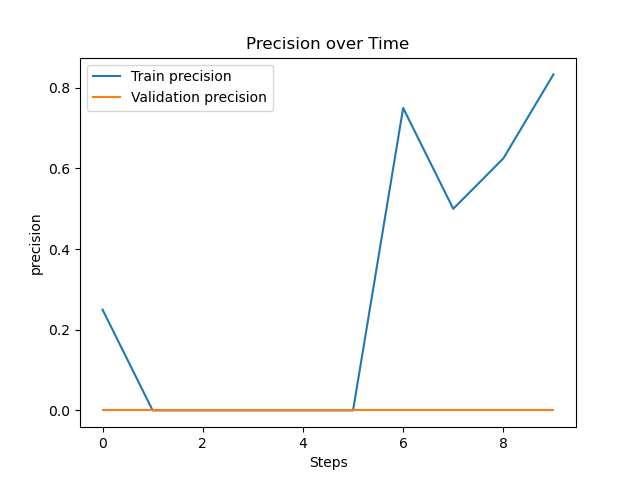 Precision over Time
Train precision
Validation precision
0.8
0.6
0.4
0.2
0.0
precision
0 2 4 6 8
Steps